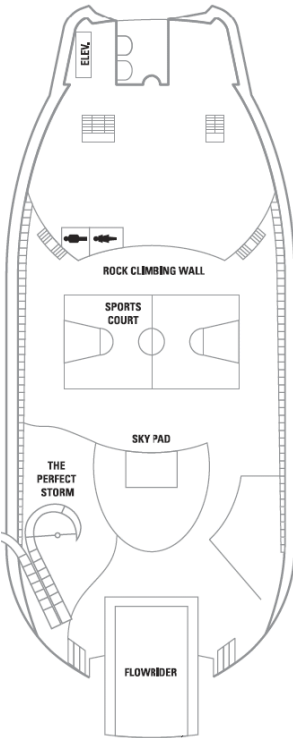 ELEV.
ROCK CLIMBING WALL
SPORTS
COURT
SKY PAD
THE
PERFECT
STORM
FLOWRIDER